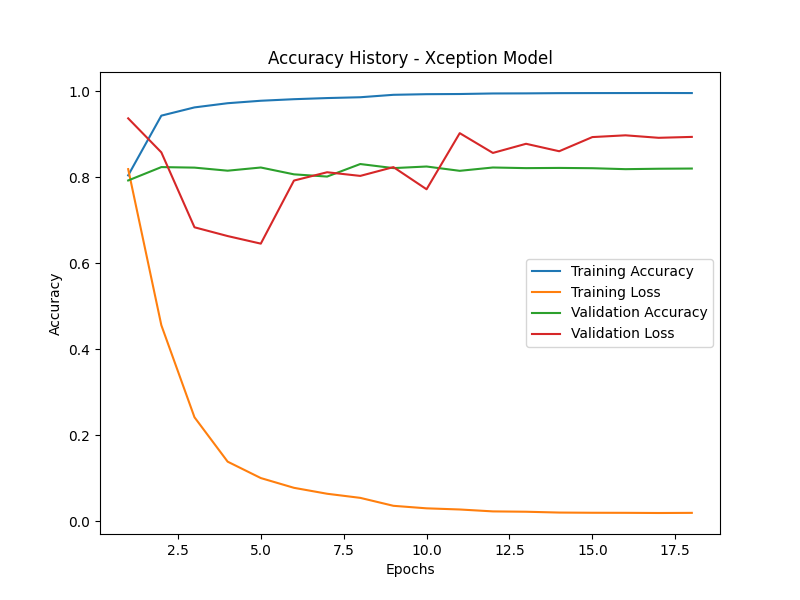 Accuracy History - Xception Model
1.0
0.8
0.6
0.4
0.2
0.0
Accuracy
Training Accuracy
Training Loss
Validation Accuracy
Validation Loss
2.5 5.0 7.5 10.0 12.5 15.0 17.5
Epochs